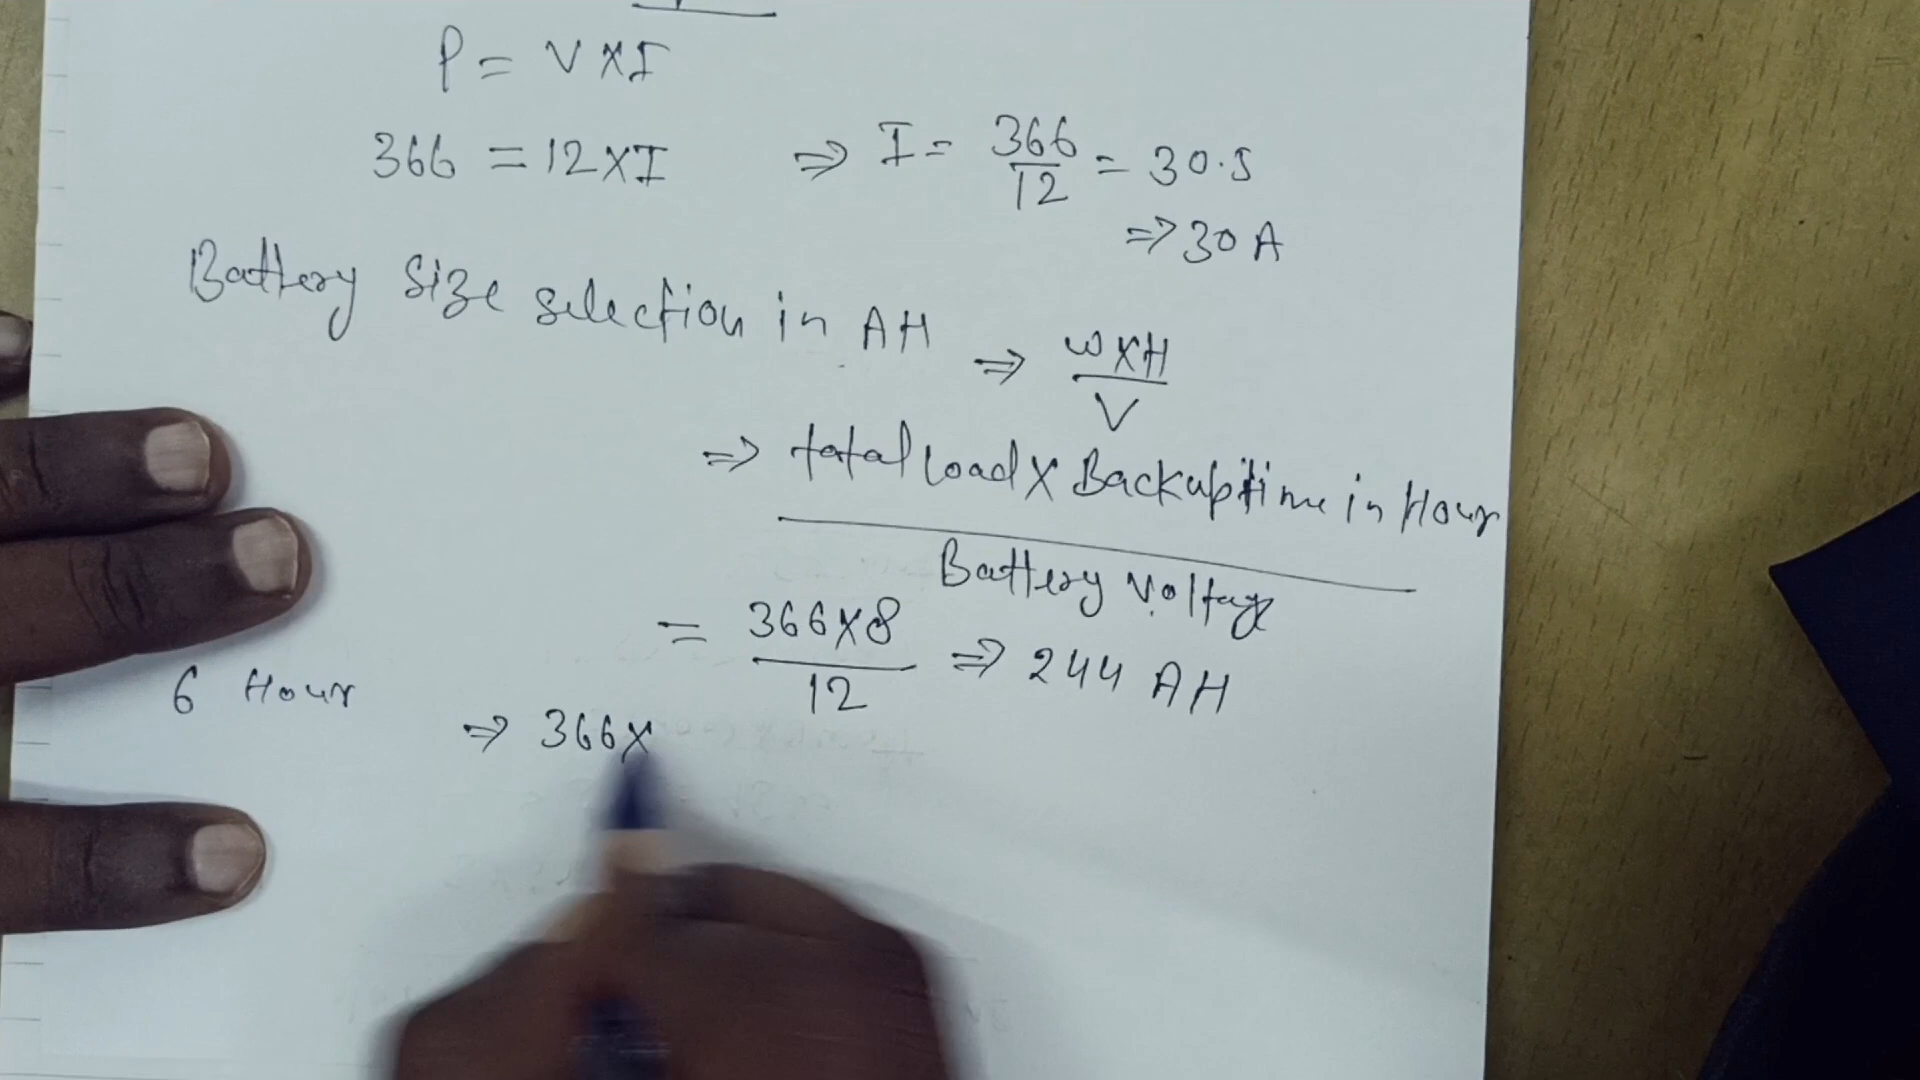 P = V X I
366 = 12 X I ⇒ I = 366/12 = 30.5
⇒ 30 A
Battery Size selection in AH ⇒ W X H / V
⇒ total load X Backup time in Hour
Battery Voltage
= 366 X 8 / 12 ⇒ 244 AH
6 Hour
⇒ 366 X